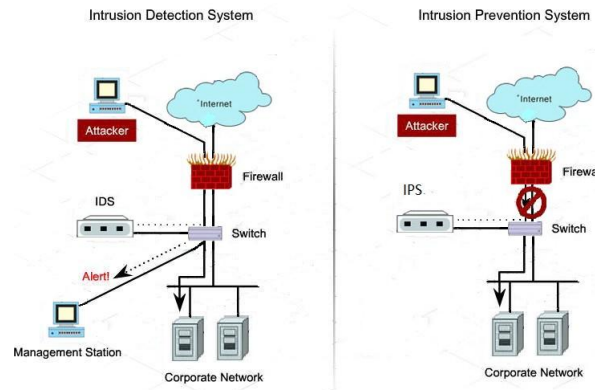 Intrusion Detection System
Intrusion Prevention System
Internet
Attacker
Firewall
IDS
Switch
Alert!
Management Station
Corporate Network
Internet
Attacker
Firewa
IPS
Switch
Corporate Network